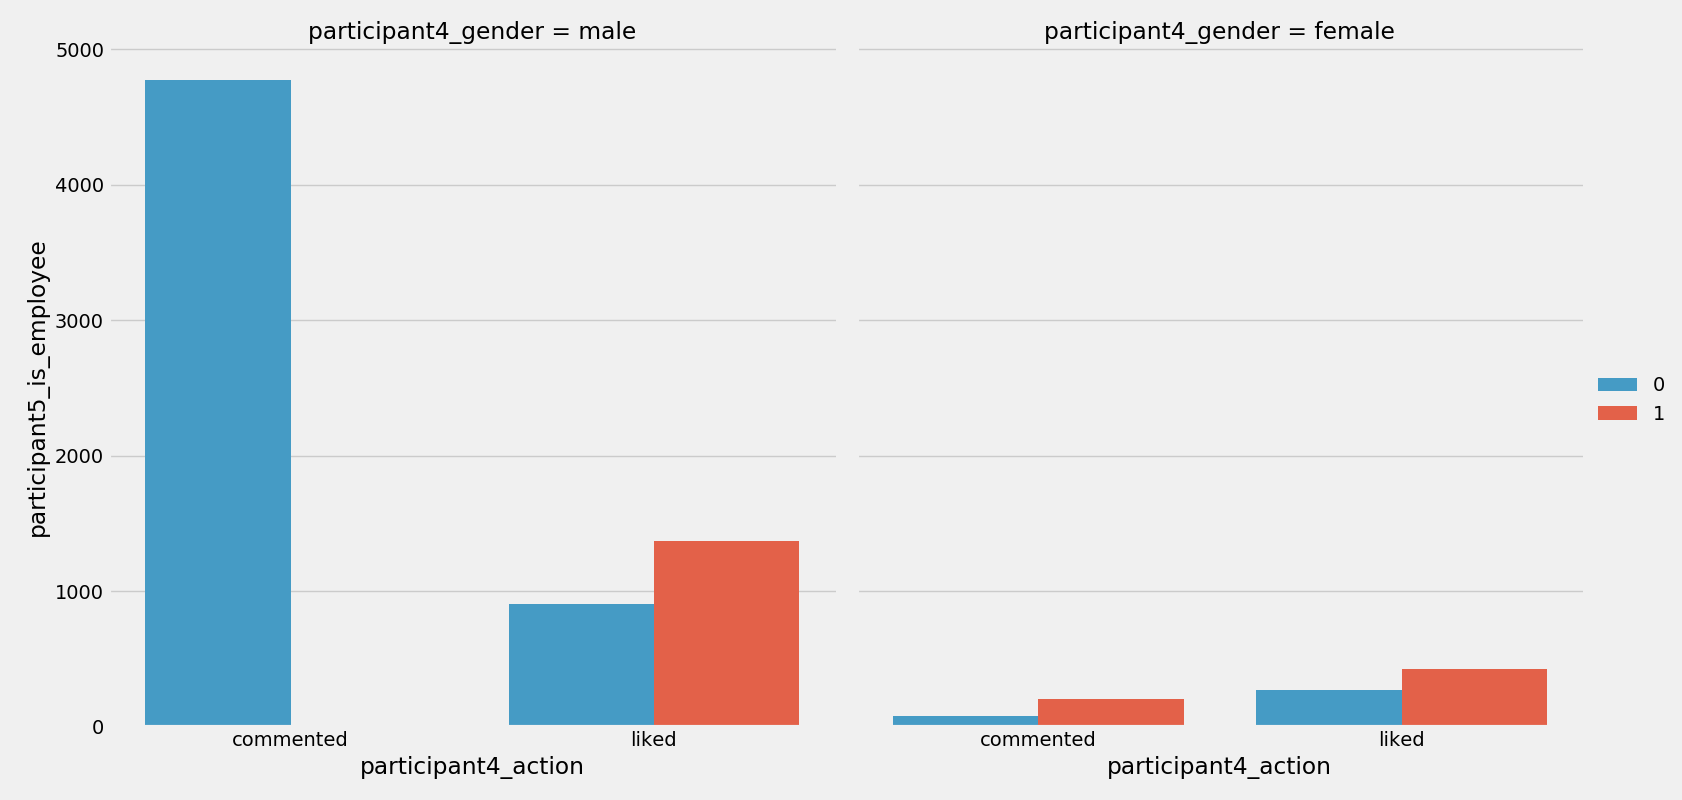 participant4_gender = male
participant4_gender = female
5000
4000
3000
2000
1000
0
participant5_is_employee
commented
liked
commented
liked
participant4_action
participant4_action
0
1